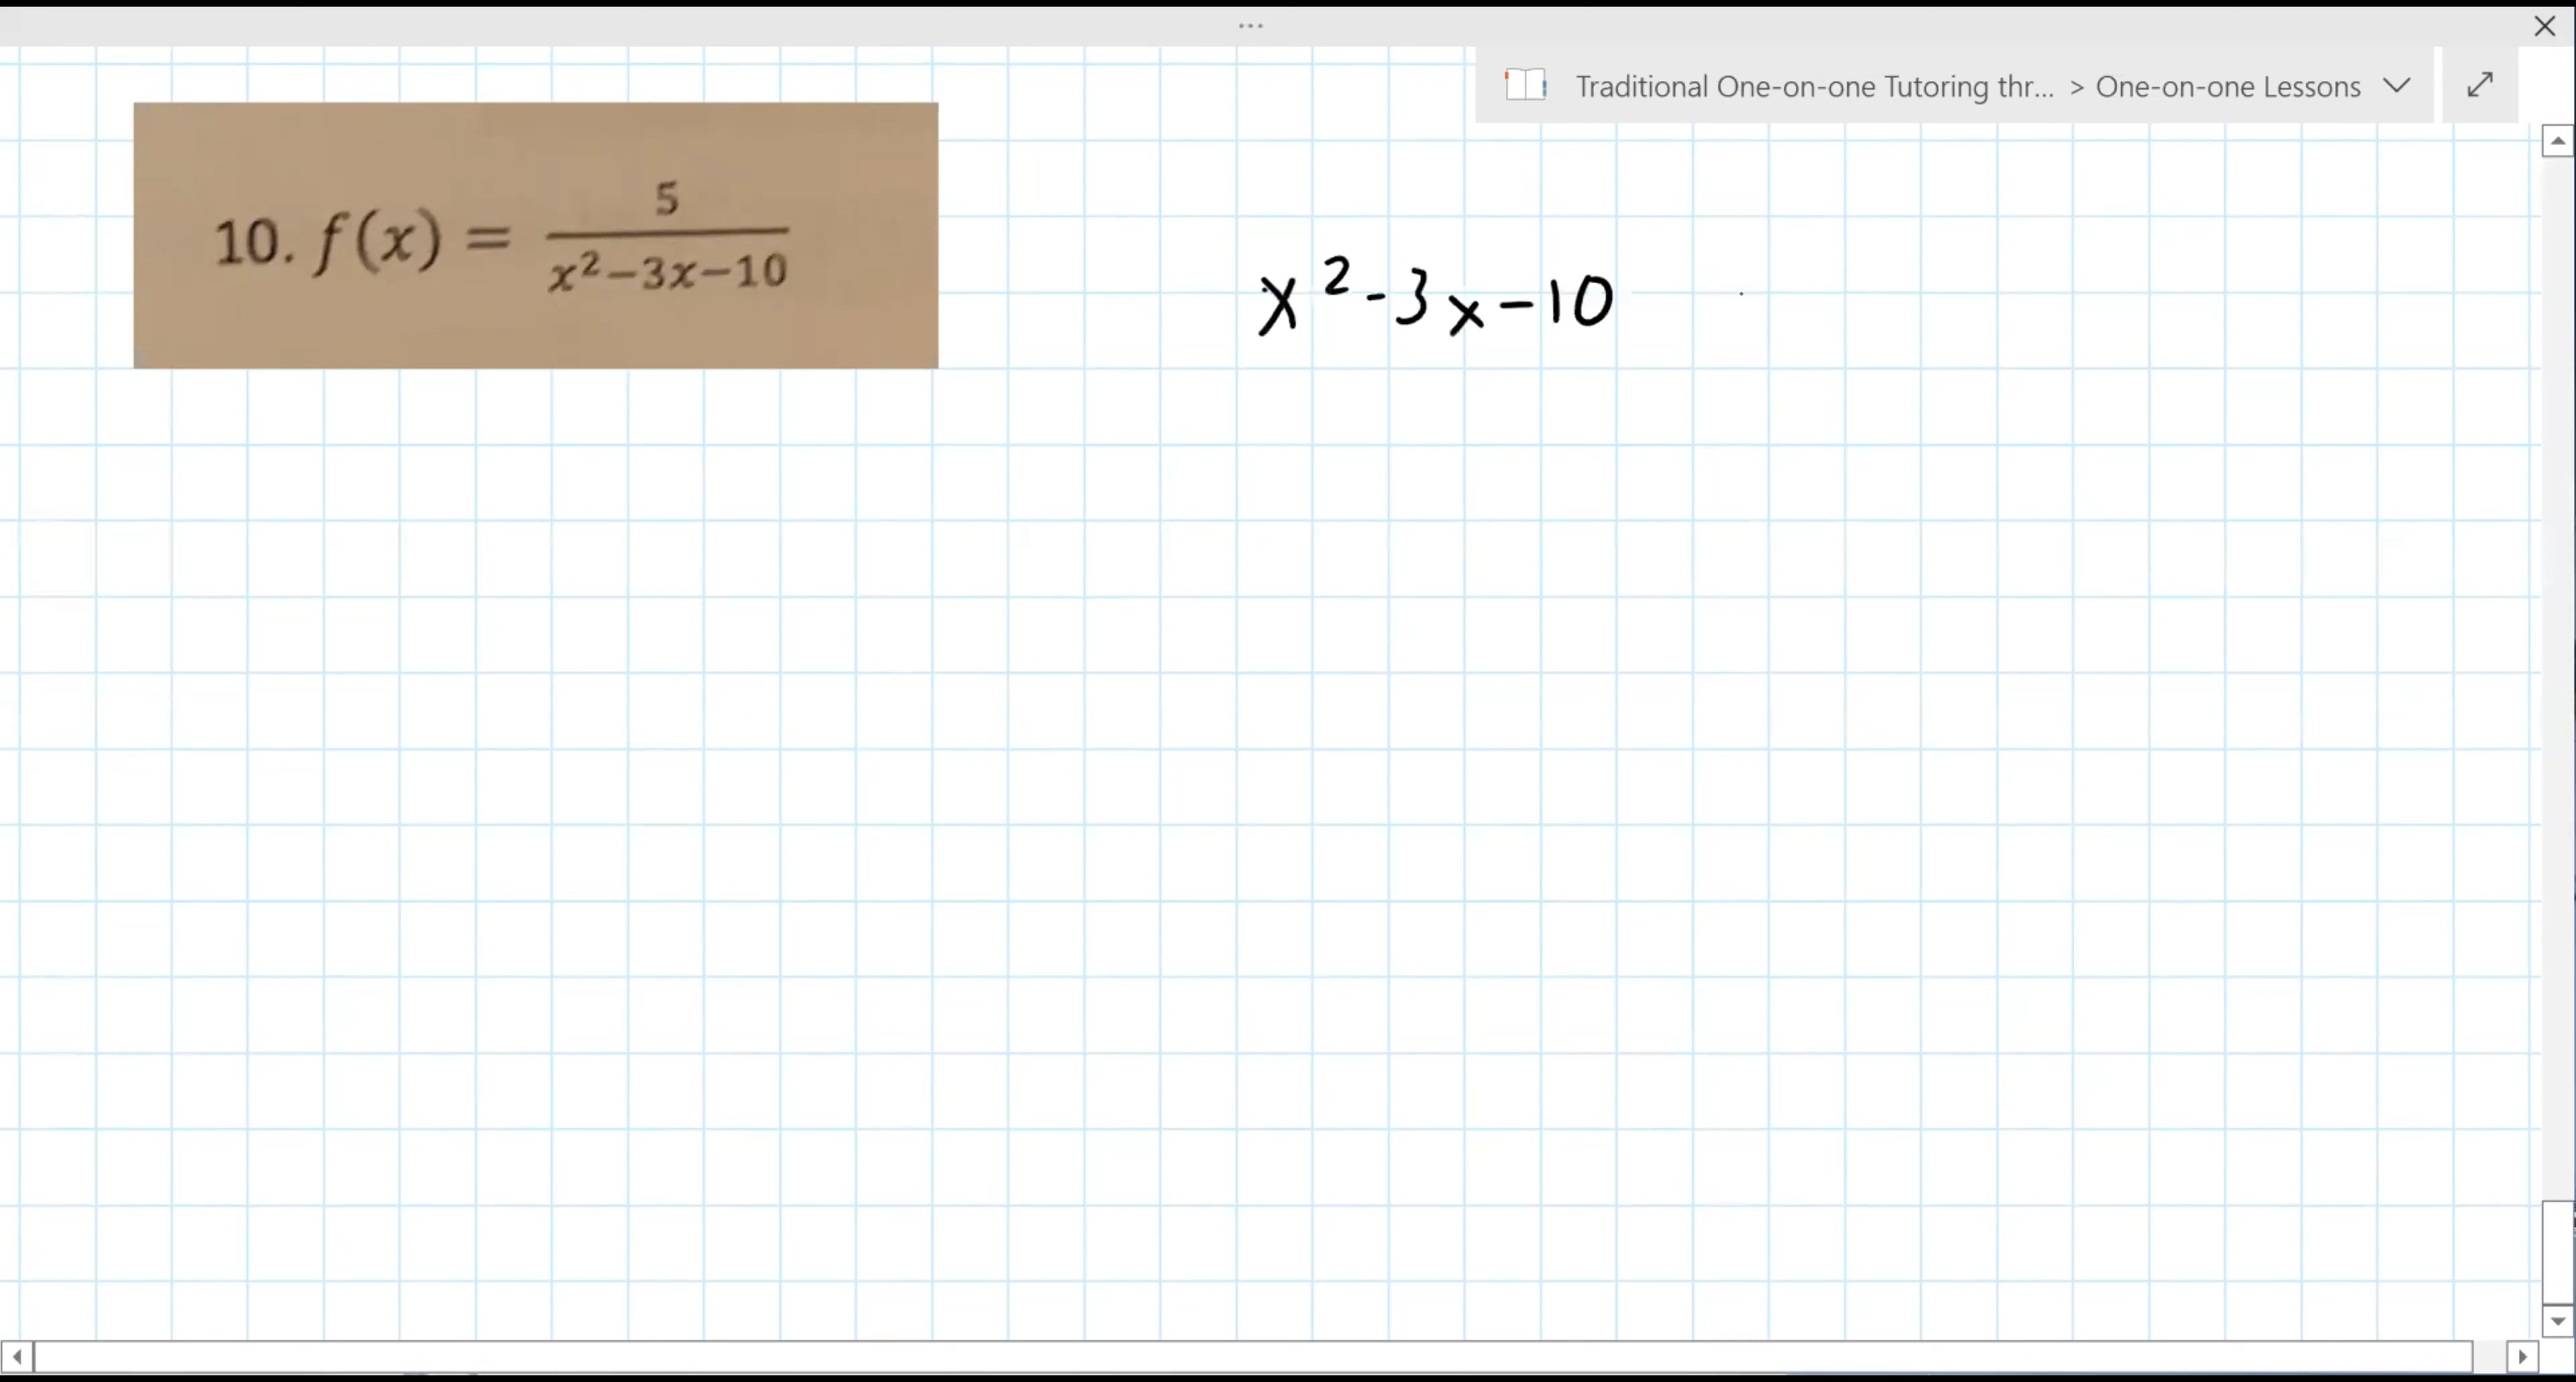 Traditional One-on-one Tutoring thr... > One-on-one Lessons
10. f(x) = 5/(x²−3x−10)
x²-3x-10